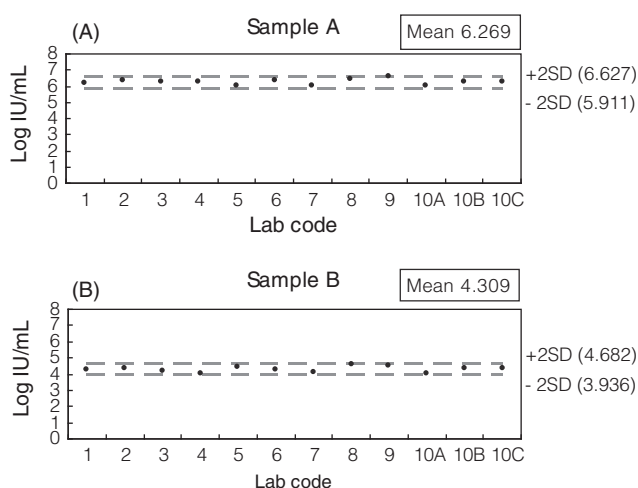 (A)
Sample A
Mean 6.269
Log IU/mL
8
7
6
5
4
3
2
1
0
+2SD (6.627)
- 2SD (5.911)
1 2 3 4 5 6 7 8 9 10A 10B 10C
Lab code
(B)
Sample B
Mean 4.309
Log IU/mL
8
7
6
5
4
3
2
1
0
+2SD (4.682)
- 2SD (3.936)
1 2 3 4 5 6 7 8 9 10A 10B 10C
Lab code